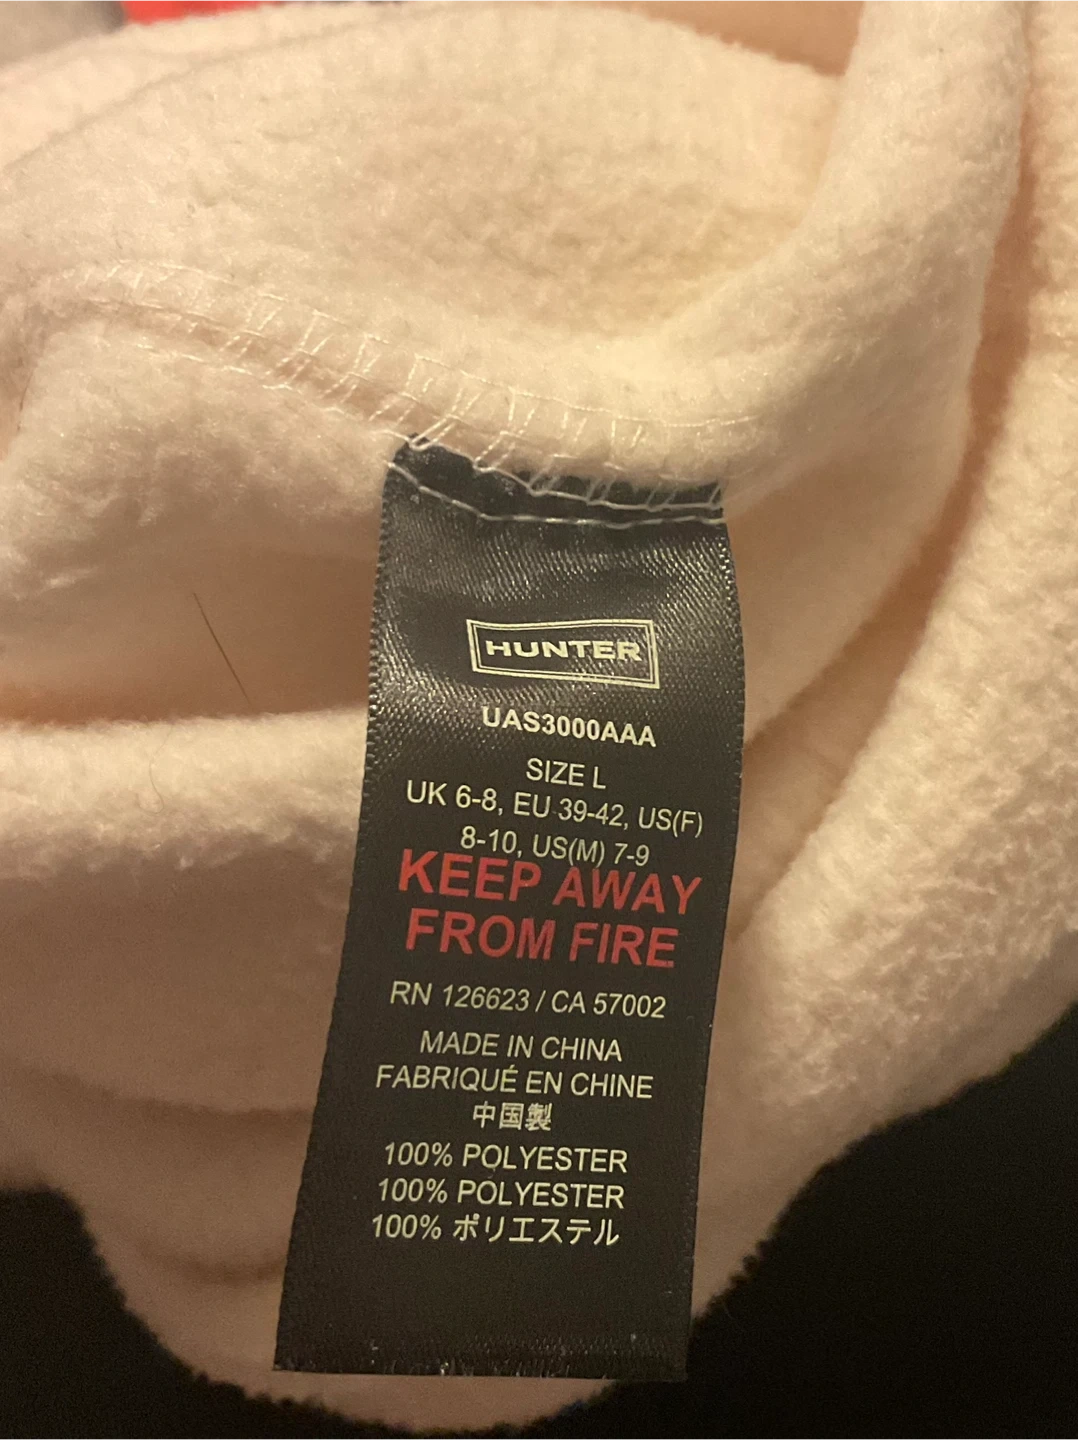 HUNTER
UAS3000AAA
SIZE L
UK 6-8, EU 39-42, US(F)
8-10, US(M) 7-9
KEEP AWAY
FROM FIRE
RN 126623 / CA 57002
MADE IN CHINA
FABRIQUÉ EN CHINE
中国製
100% POLYESTER
100% POLYESTER
100% ポリエステル